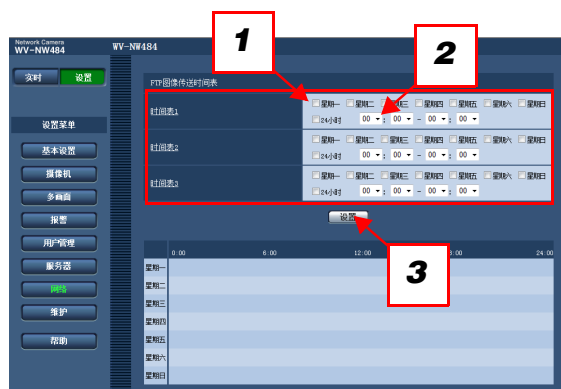 Network Camera
WV-NW484
WV-NW484
1
2
实时 设置
FTP图像传送时间表
时间表1
星期一 星期二 星期三 星期四 星期五 星期六 星期日
24小时 00 : 00 - 00 : 00
设置菜单
时间表2
星期一 星期二 星期三 星期四 星期五 星期六 星期日
24小时 00 : 00 - 00 : 00
基本设置
摄像机
时间表3
星期一 星期二 星期三 星期四 星期五 星期六 星期日
24小时 00 : 00 - 00 : 00
多画面
报警
设置
用户管理
服务器
网络
维护
帮助
3
0:00 6:00 12:00 :00 24:00
星期一
星期二
星期三
星期四
星期五
星期六
星期日